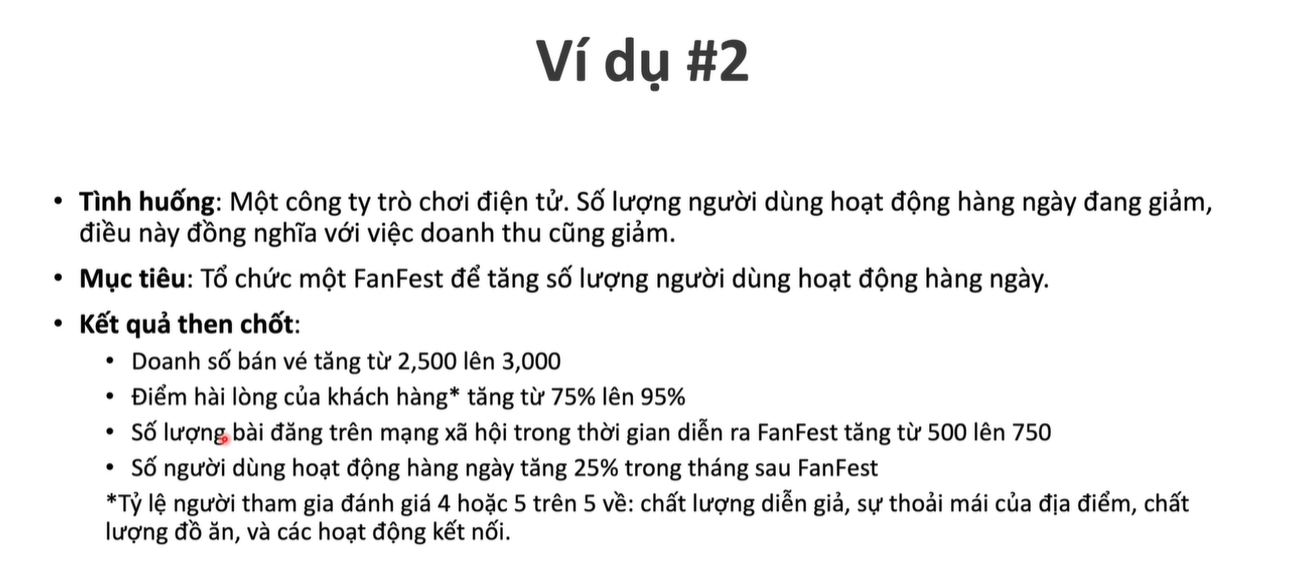 Ví dụ #2
• Tình huống: Một công ty trò chơi điện tử. Số lượng người dùng hoạt động hàng ngày đang giảm,
điều này đồng nghĩa với việc doanh thu cũng giảm.
• Mục tiêu: Tổ chức một FanFest để tăng số lượng người dùng hoạt động hàng ngày.
• Kết quả then chốt:
• Doanh số bán vé tăng từ 2,500 lên 3,000
• Điểm hài lòng của khách hàng* tăng từ 75% lên 95%
• Số lượng bài đăng trên mạng xã hội trong thời gian diễn ra FanFest tăng từ 500 lên 750
• Số người dùng hoạt động hàng ngày tăng 25% trong tháng sau FanFest
*Tỷ lệ người tham gia đánh giá 4 hoặc 5 trên 5 về: chất lượng diễn giả, sự thoải mái của địa điểm, chất
lượng đồ ăn, và các hoạt động kết nối.